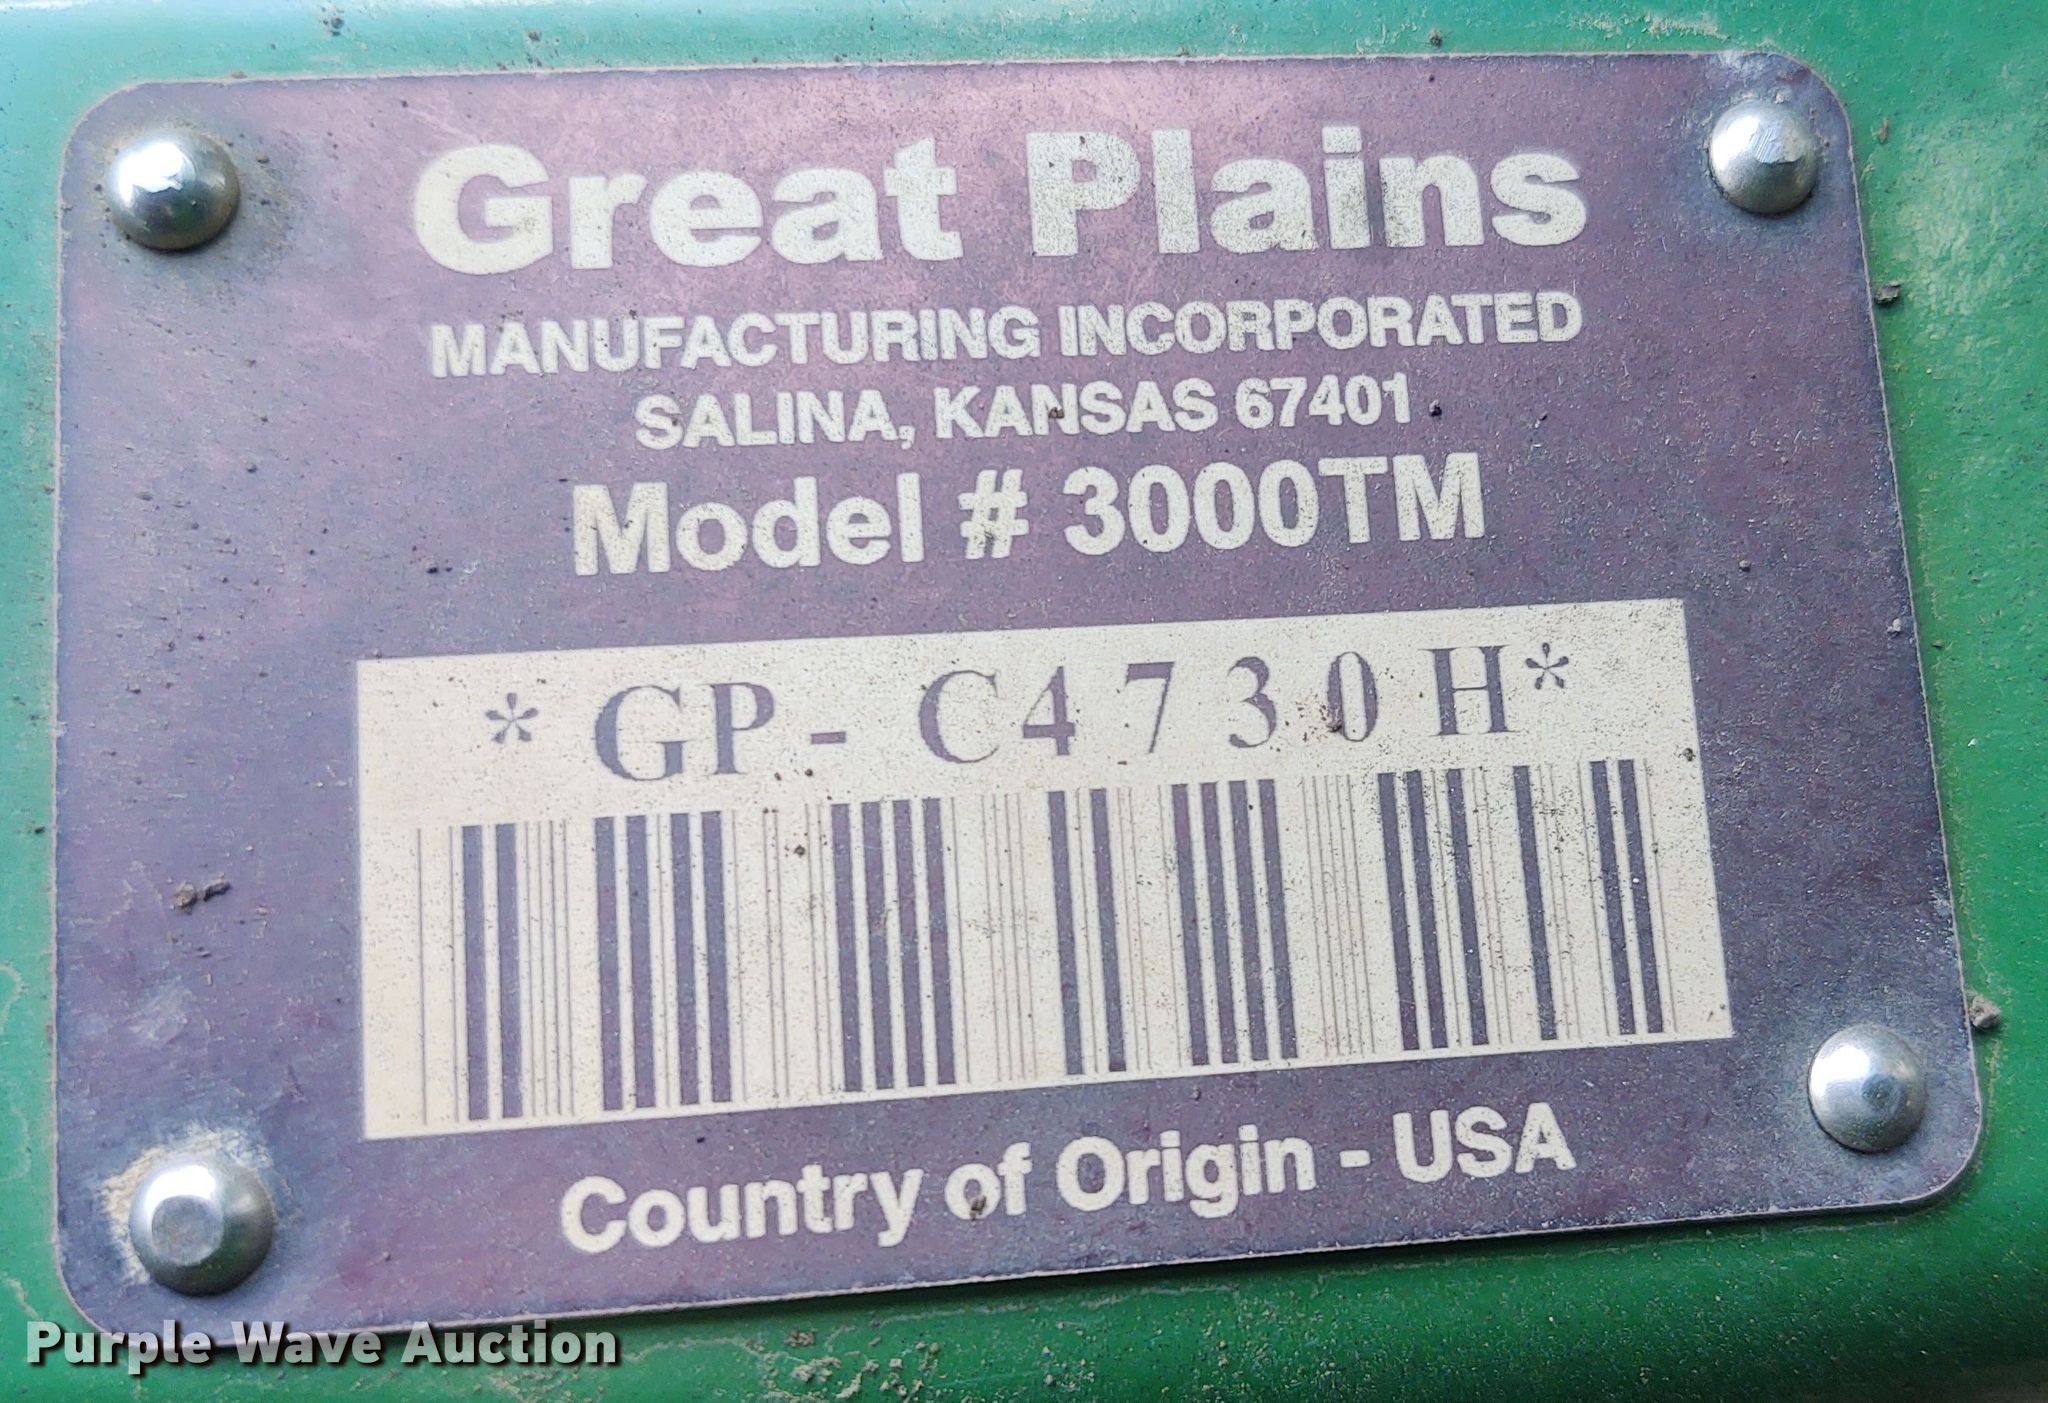 Great Plains
MANUFACTURING INCORPORATED
SALINA, KANSAS 67401
Model # 3000TM
*GP-C4730H*
Country of Origin - USA
Purple Wave Auction